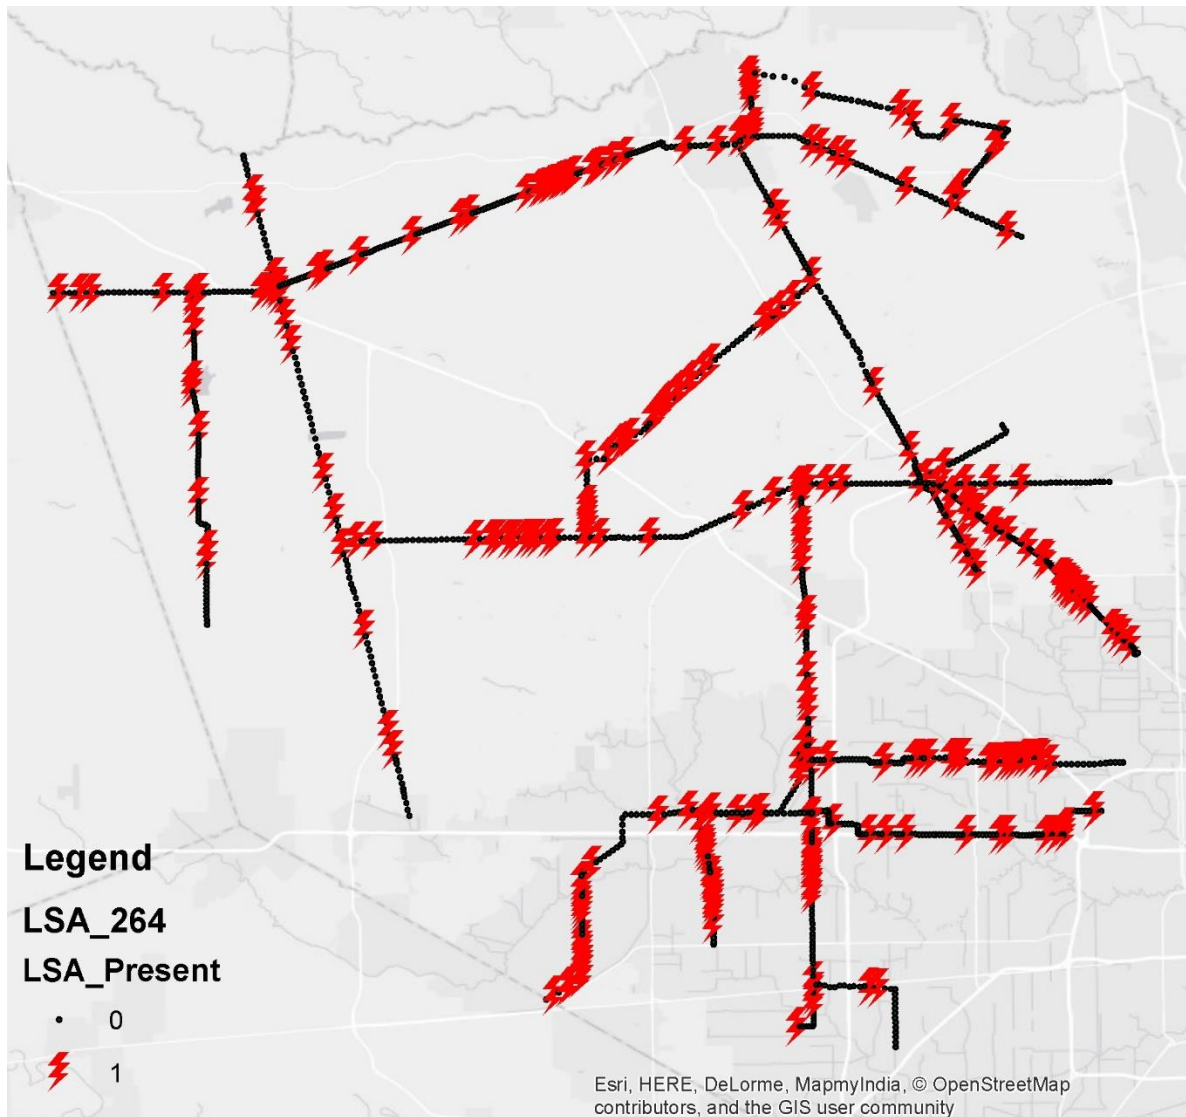 Legend
LSA_264
LSA_Present
0
1
Esri, HERE, DeLorme, MapmyIndia, © OpenStreetMap
contributors, and the GIS user community